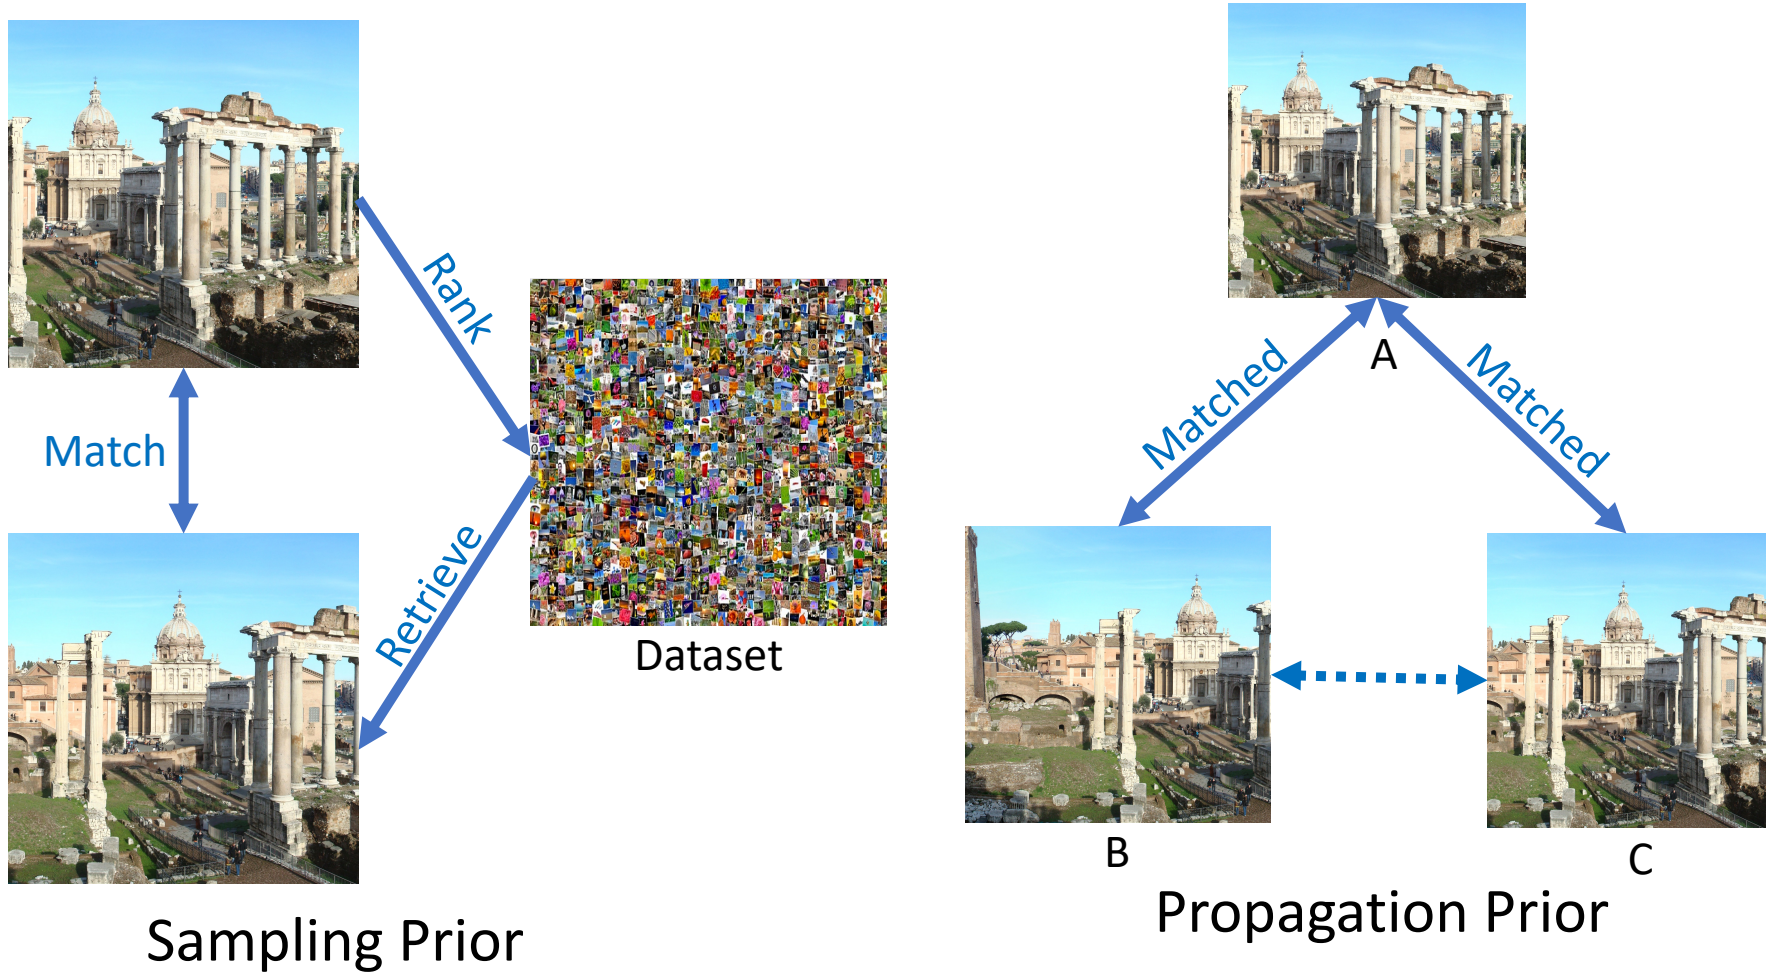 Rank
Match
Retrieve
Dataset
Sampling Prior
A
Matched
Matched
B
C
Propagation Prior